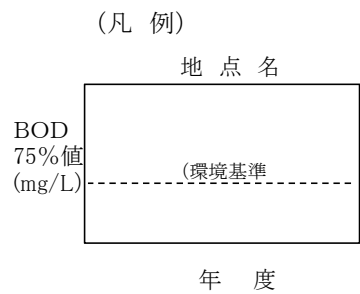 (凡 例)
地 点 名
BOD
75%値
(mg/L)
(環境基準
年 度